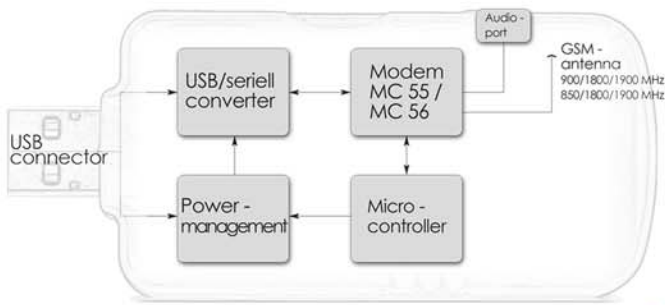 Audio -
port
GSM -
antenna
900/1800/1900 MHz
850/1800/1900 MHz
USB/seriell
converter
Modem
MC 55 /
MC 56
USB
connector
Power -
management
Micro -
controller